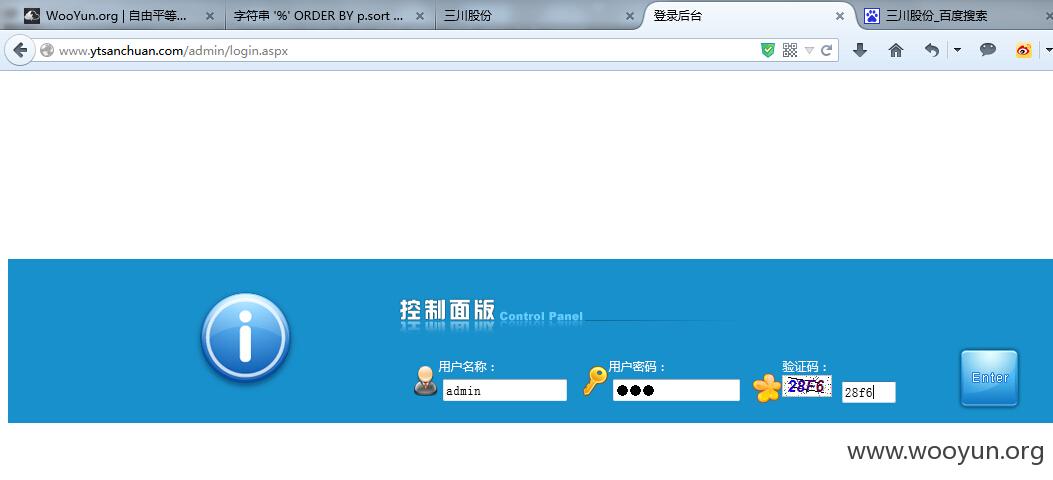 WooYun.org | 自由平等...
字符串 '%' ORDER BY p.sort ...
三川股份
登录后台
三川股份_百度搜索
www.ytsanchuan.com/admin/login.aspx
控制面版 Control Panel
用户名称：
用户密码：
验证码：
admin
28F6
28f6
Enter
www.wooyun.org